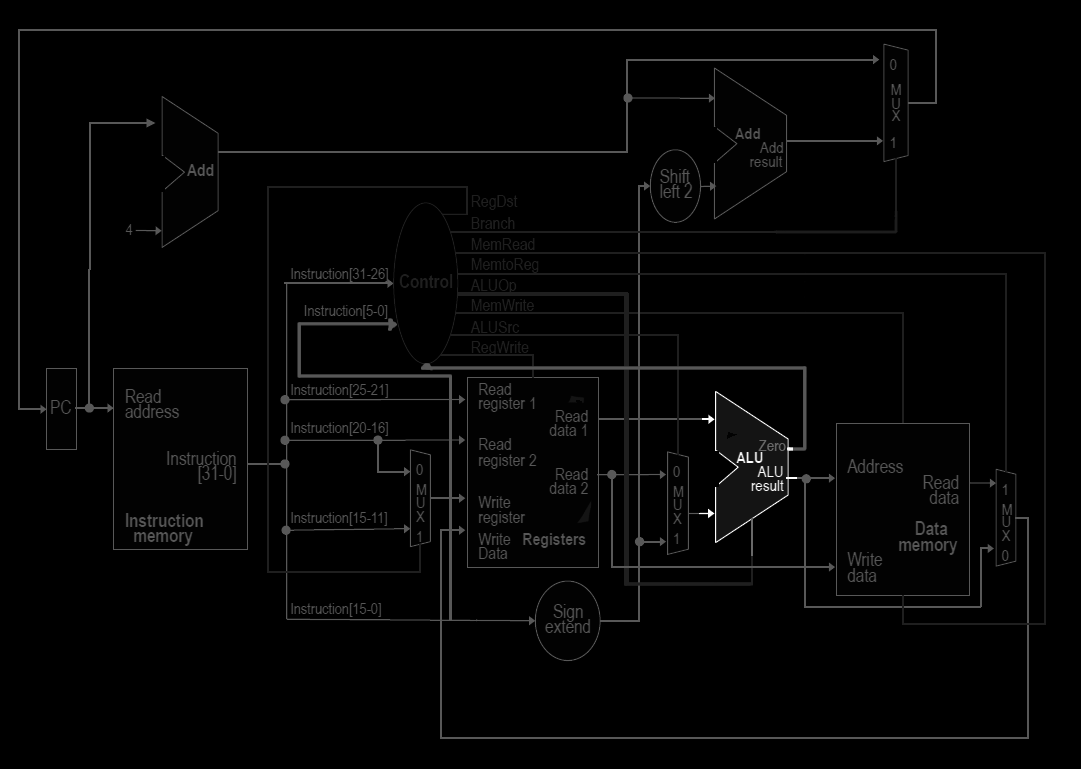 0
M
U
X
1
Add
Add
result
Add
Shift
left 2
4
RegDst
Branch
MemRead
MemtoReg
ALUOp
MemWrite
ALUSrc
RegWrite
Control
Instruction[31-26]
Instruction[5-0]
PC
Read
address
Instruction
[31-0]
Instruction
memory
Instruction[25-21]
Instruction[20-16]
Instruction[15-11]
Instruction[15-0]
0
M
U
X
1
Read
register 1
Read
register 2
Write
register
Write
Data
Read
data 1
Read
data 2
Registers
Sign
extend
0
M
U
X
1
Zero
ALU
ALU
result
Address
Read
data
Data
memory
Write
data
1
M
U
X
0